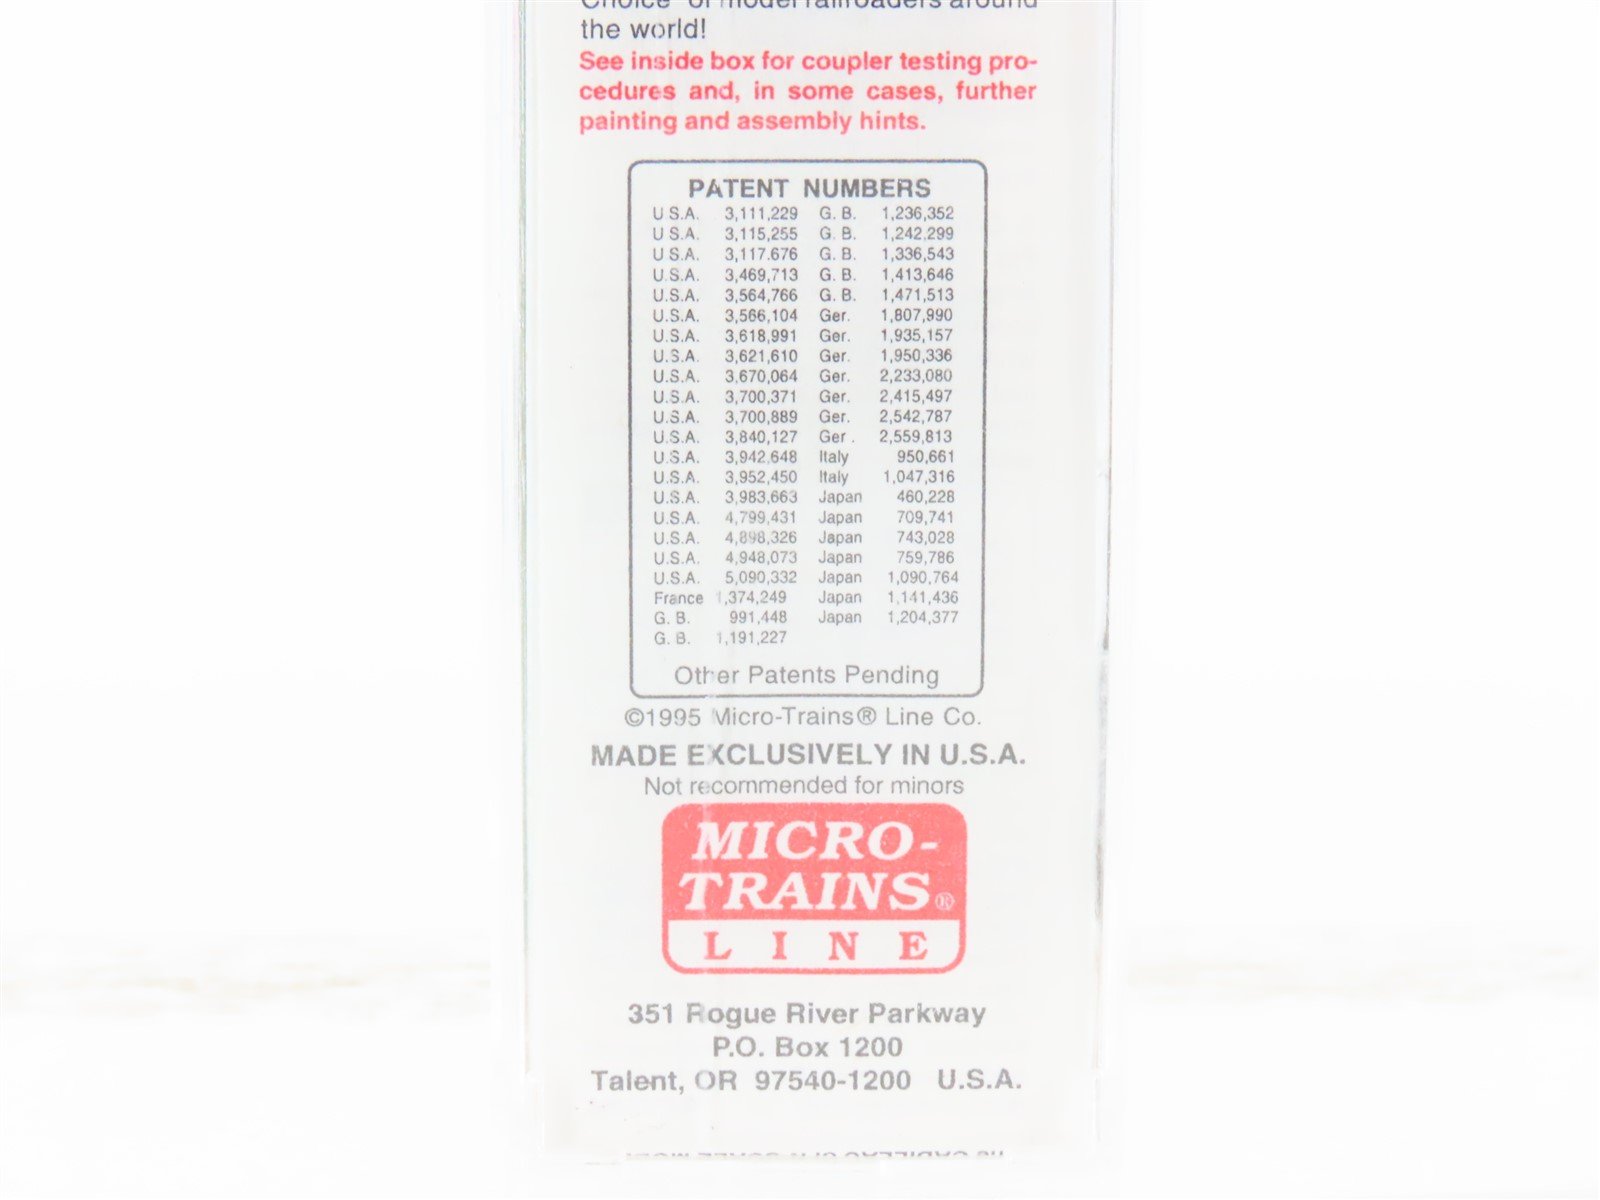 Choice" of model railroaders around
the world!
See inside box for coupler testing pro-
cedures and, in some cases, further
painting and assembly hints.
PATENT NUMBERS
U S.A. 3,111,229 G. B. 1,236,352
U S.A. 3,115,255 G. B. 1,242,299
U S.A. 3,117.676 G. B. 1,336,543
U.S.A. 3,469,713 G. B. 1,413,646
U.S.A. 3,564,766 G. B. 1,471,513
U.S.A. 3,566,104 Ger. 1,807,990
U.S.A. 3,618,991 Ger. 1,935,157
U.S.A. 3,621,610 Ger. 1,950,336
U.S.A. 3,670,064 Ger. 2,233,080
U.S.A. 3,700,371 Ger. 2,415,497
U.S.A. 3,700,889 Ger. 2,542,787
U.S.A. 3,840,127 Ger . 2,559,813
U.S.A. 3,942,648 Italy 950,661
U.S.A. 3,952,450 Italy 1,047,316
U.S.A. 3,983,663 Japan 460,228
U.S.A. 4,799,431 Japan 709,741
U.S.A. 4,898,326 Japan 743,028
U.S.A. 4,948,073 Japan 759,786
U.S.A. 5,090,332 Japan 1,090,764
France 1,374,249 Japan 1,141,436
G. B. 991,448 Japan 1,204,377
G. B. 1,191,227
Other Patents Pending
©1995 Micro-Trains® Line Co.
MADE EXCLUSIVELY IN U.S.A.
Not recommended for minors
MICRO-
TRAINS®
LINE
351 Rogue River Parkway
P.O. Box 1200
Talent, OR 97540-1200 U.S.A.